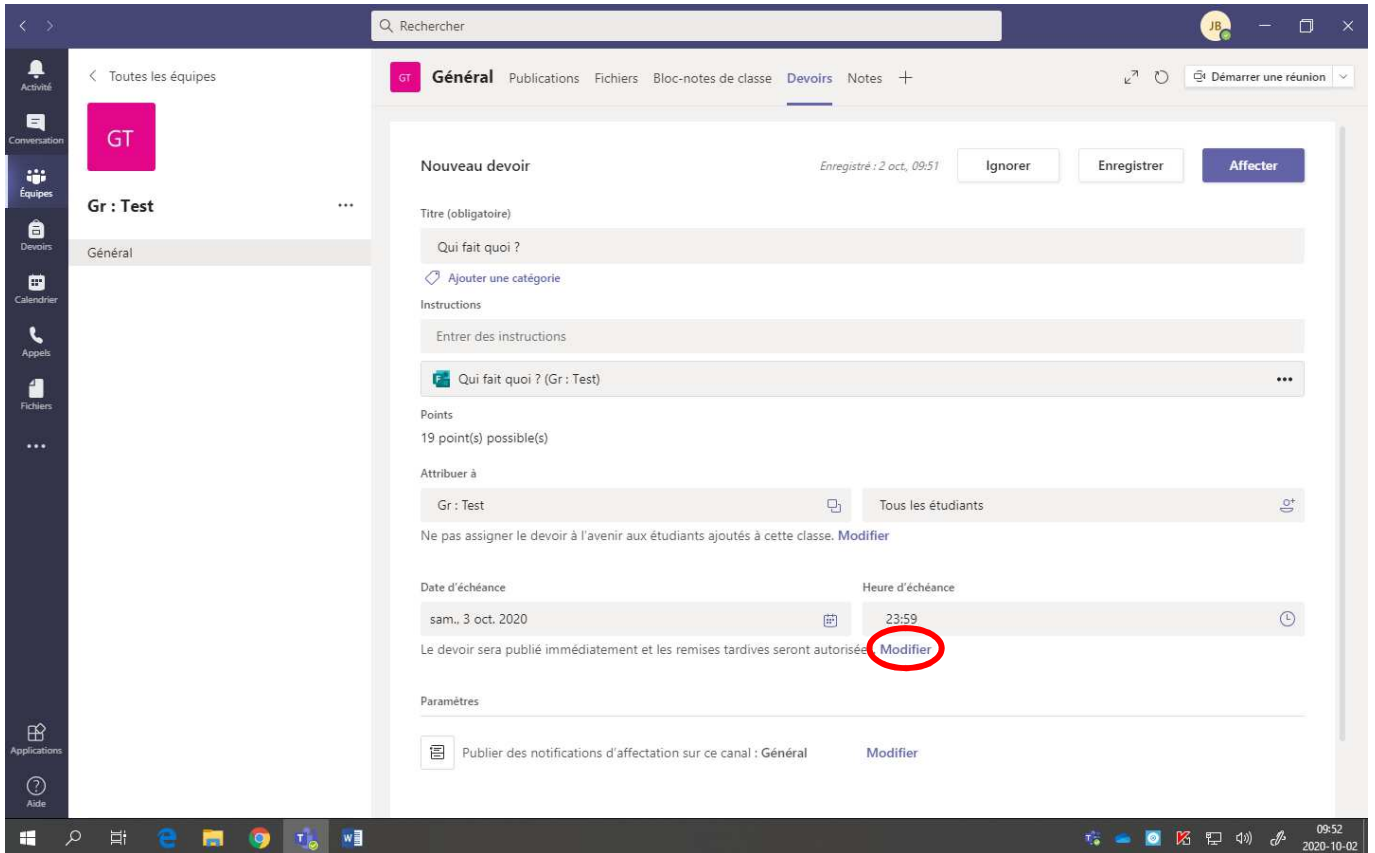 Rechercher
JB
Activité
Conversation
Équipes
Devoirs
Calendrier
Appels
Fichiers
Applications
Aide
Toutes les équipes
GT
Gr : Test
Général
GT Général Publications Fichiers Bloc-notes de classe Devoirs Notes + Démarrer une réunion
Nouveau devoir Enregistré : 2 oct., 09:51 Ignorer Enregistrer Affecter
Titre (obligatoire)
Qui fait quoi ?
Ajouter une catégorie
Instructions
Entrer des instructions
Qui fait quoi ? (Gr : Test)
Points
19 point(s) possible(s)
Attribuer à
Gr : Test Tous les étudiants
Ne pas assigner le devoir à l'avenir aux étudiants ajoutés à cette classe. Modifier
Date d'échéance Heure d'échéance
sam., 3 oct. 2020 23:59
Le devoir sera publié immédiatement et les remises tardives seront autorisée Modifier
Paramètres
Publier des notifications d'affectation sur ce canal : Général Modifier
09:52
2020-10-02